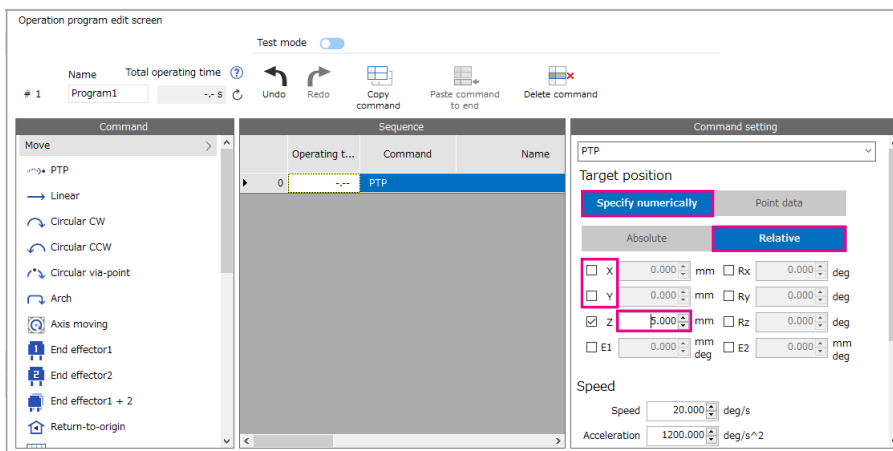 Operation program edit screen
Test mode
Name Total operating time ?
# 1 Program1 -.- s Undo Redo Copy command Paste command to end Delete command
Command
Move >
PTP
Linear
Circular CW
Circular CCW
Circular via-point
Arch
Axis moving
1 End effector1
2 End effector2
End effector1 + 2
Return-to-origin
Sequence
Operating t... Command Name
0 -.-- PTP
Command setting
PTP
Target position
Specify numerically Point data
Absolute Relative
X 0.000 mm Rx 0.000 deg
Y 0.000 mm Ry 0.000 deg
Z 5.000 mm Rz 0.000 deg
E1 0.000 mm deg E2 0.000 mm deg
Speed
Speed 20.000 deg/s
Acceleration 1200.000 deg/s^2